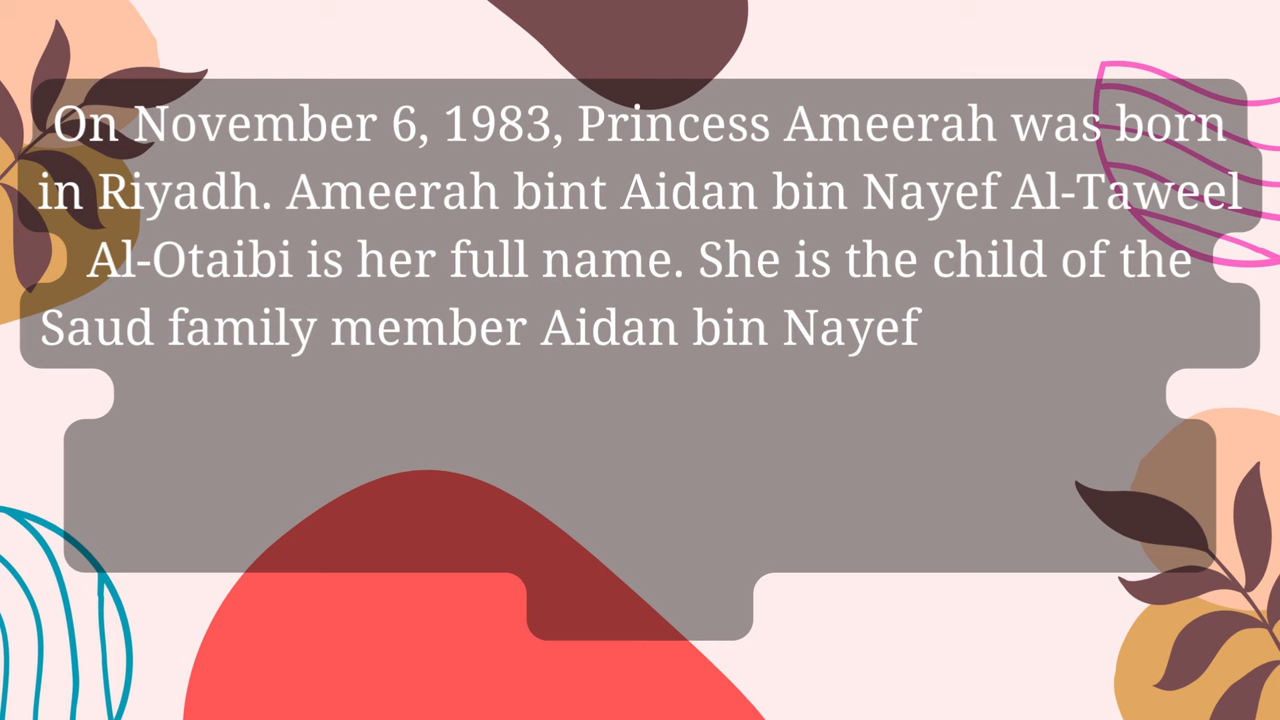 On November 6, 1983, Princess Ameerah was born
in Riyadh. Ameerah bint Aidan bin Nayef Al-Taweel
Al-Otaibi is her full name. She is the child of the
Saud family member Aidan bin Nayef